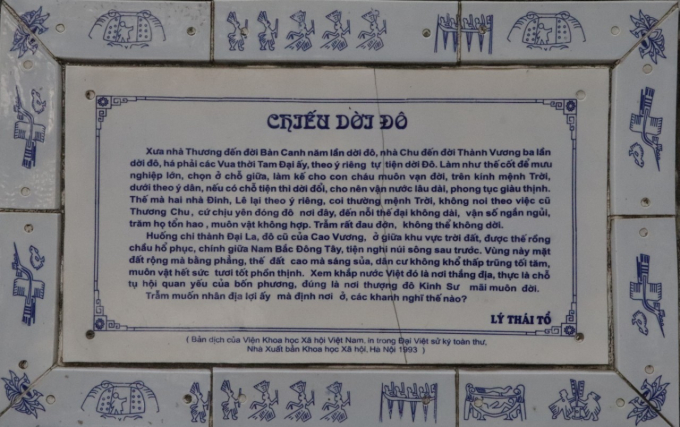 CHIẾU DỜI ĐÔ
Xưa nhà Thương đến đời Bàn Canh năm lần dời đô, nhà Chu đến đời Thành Vương ba lần
dời đô, há phải các Vua thời Tam Đại ấy, theo ý riêng tự tiện dời Đô. Làm như thế cốt để mưu
nghiệp lớn, chọn ở chỗ giữa, làm kế cho con cháu muôn vạn đời, trên kính mệnh Trời,
dưới theo ý dân, nếu có chỗ tiện thì dời đổi, cho nên vận nước lâu dài, phong tục giàu thịnh.
Thế mà hai nhà Đinh, Lê lại theo ý riêng, coi thường mệnh Trời, không noi theo việc cũ
Thương Chu, cứ chịu yên đóng đô nơi đây, đến nỗi thế đại không dài, vận số ngắn ngủi,
trăm họ tổn hao, muôn vật không hợp. Trẫm rất đau đớn, không thể không dời.
Huống chi thành Đại La, đô cũ của Cao Vương, ở giữa khu vực trời đất, được thế rồng
chầu hổ phục, chính giữa Nam Bắc Đông Tây, tiện nghi núi sông sau trước. Vùng này mặt
đất rộng mà bằng phẳng, thế đất cao mà sáng sủa, dân cư không khổ thấp trũng tối tăm,
muôn vật hết sức tươi tốt phồn thịnh. Xem khắp nước Việt đó là nơi thắng địa, thực là chỗ
tụ hội quan yếu của bốn phương, đúng là nơi thượng đô Kinh Sư mãi muôn đời.
Trẫm muốn nhân địa lợi ấy mà định nơi ở, các khanh nghĩ thế nào?
LÝ THÁI TỔ
( Bản dịch của Viện Khoa học Xã hội Việt Nam, in trong Đại Việt sử ký toàn thư,
Nhà Xuất bản Khoa học Xã hội, Hà Nội 1993 )